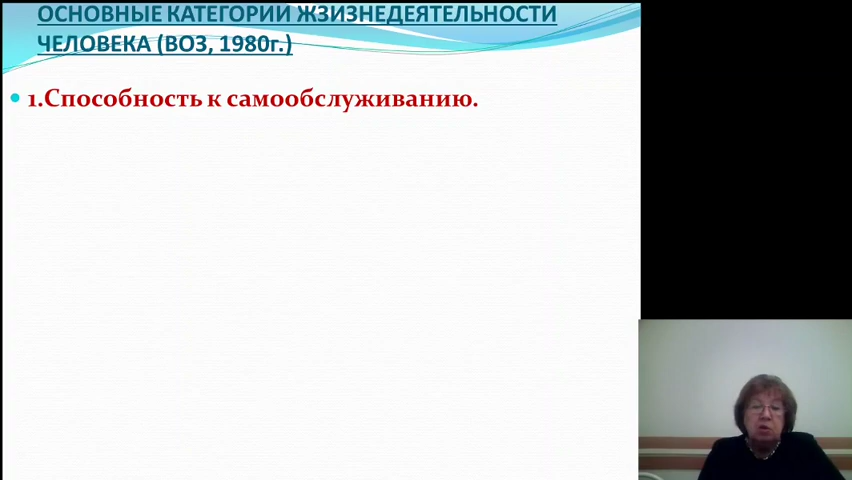 ОСНОВНЫЕ КАТЕГОРИИ ЖЗИЗНЕДЕЯТЕЛЬНОСТИ
ЧЕЛОВЕКА (ВОЗ, 1980г.)
1.Способность к самообслуживанию.